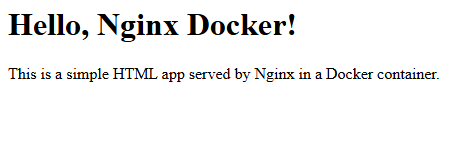 Hello, Nginx Docker!
This is a simple HTML app served by Nginx in a Docker container.